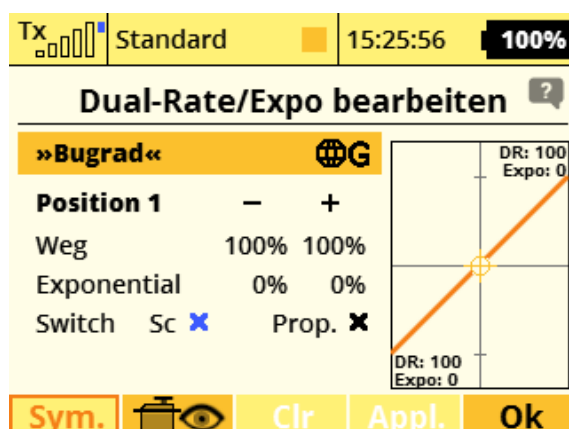 Tx Standard 15:25:56 100%
Dual-Rate/Expo bearbeiten ?
»Bugrad« G
Position 1 – +
Weg 100% 100%
Exponential 0% 0%
Switch Sc Prop.
DR: 100
Expo: 0
DR: 100
Expo: 0
Sym. Clr Appl. Ok